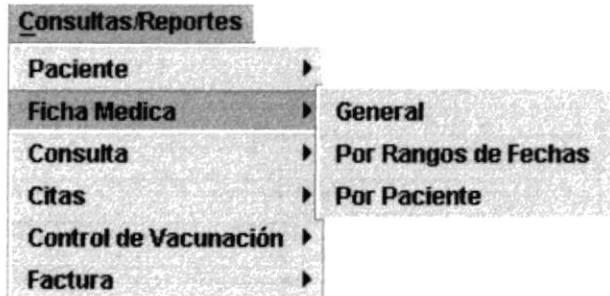 Consultas/Reportes
Paciente
Ficha Medica
General
Consulta
Por Rangos de Fechas
Citas
Por Paciente
Control de Vacunación
Factura